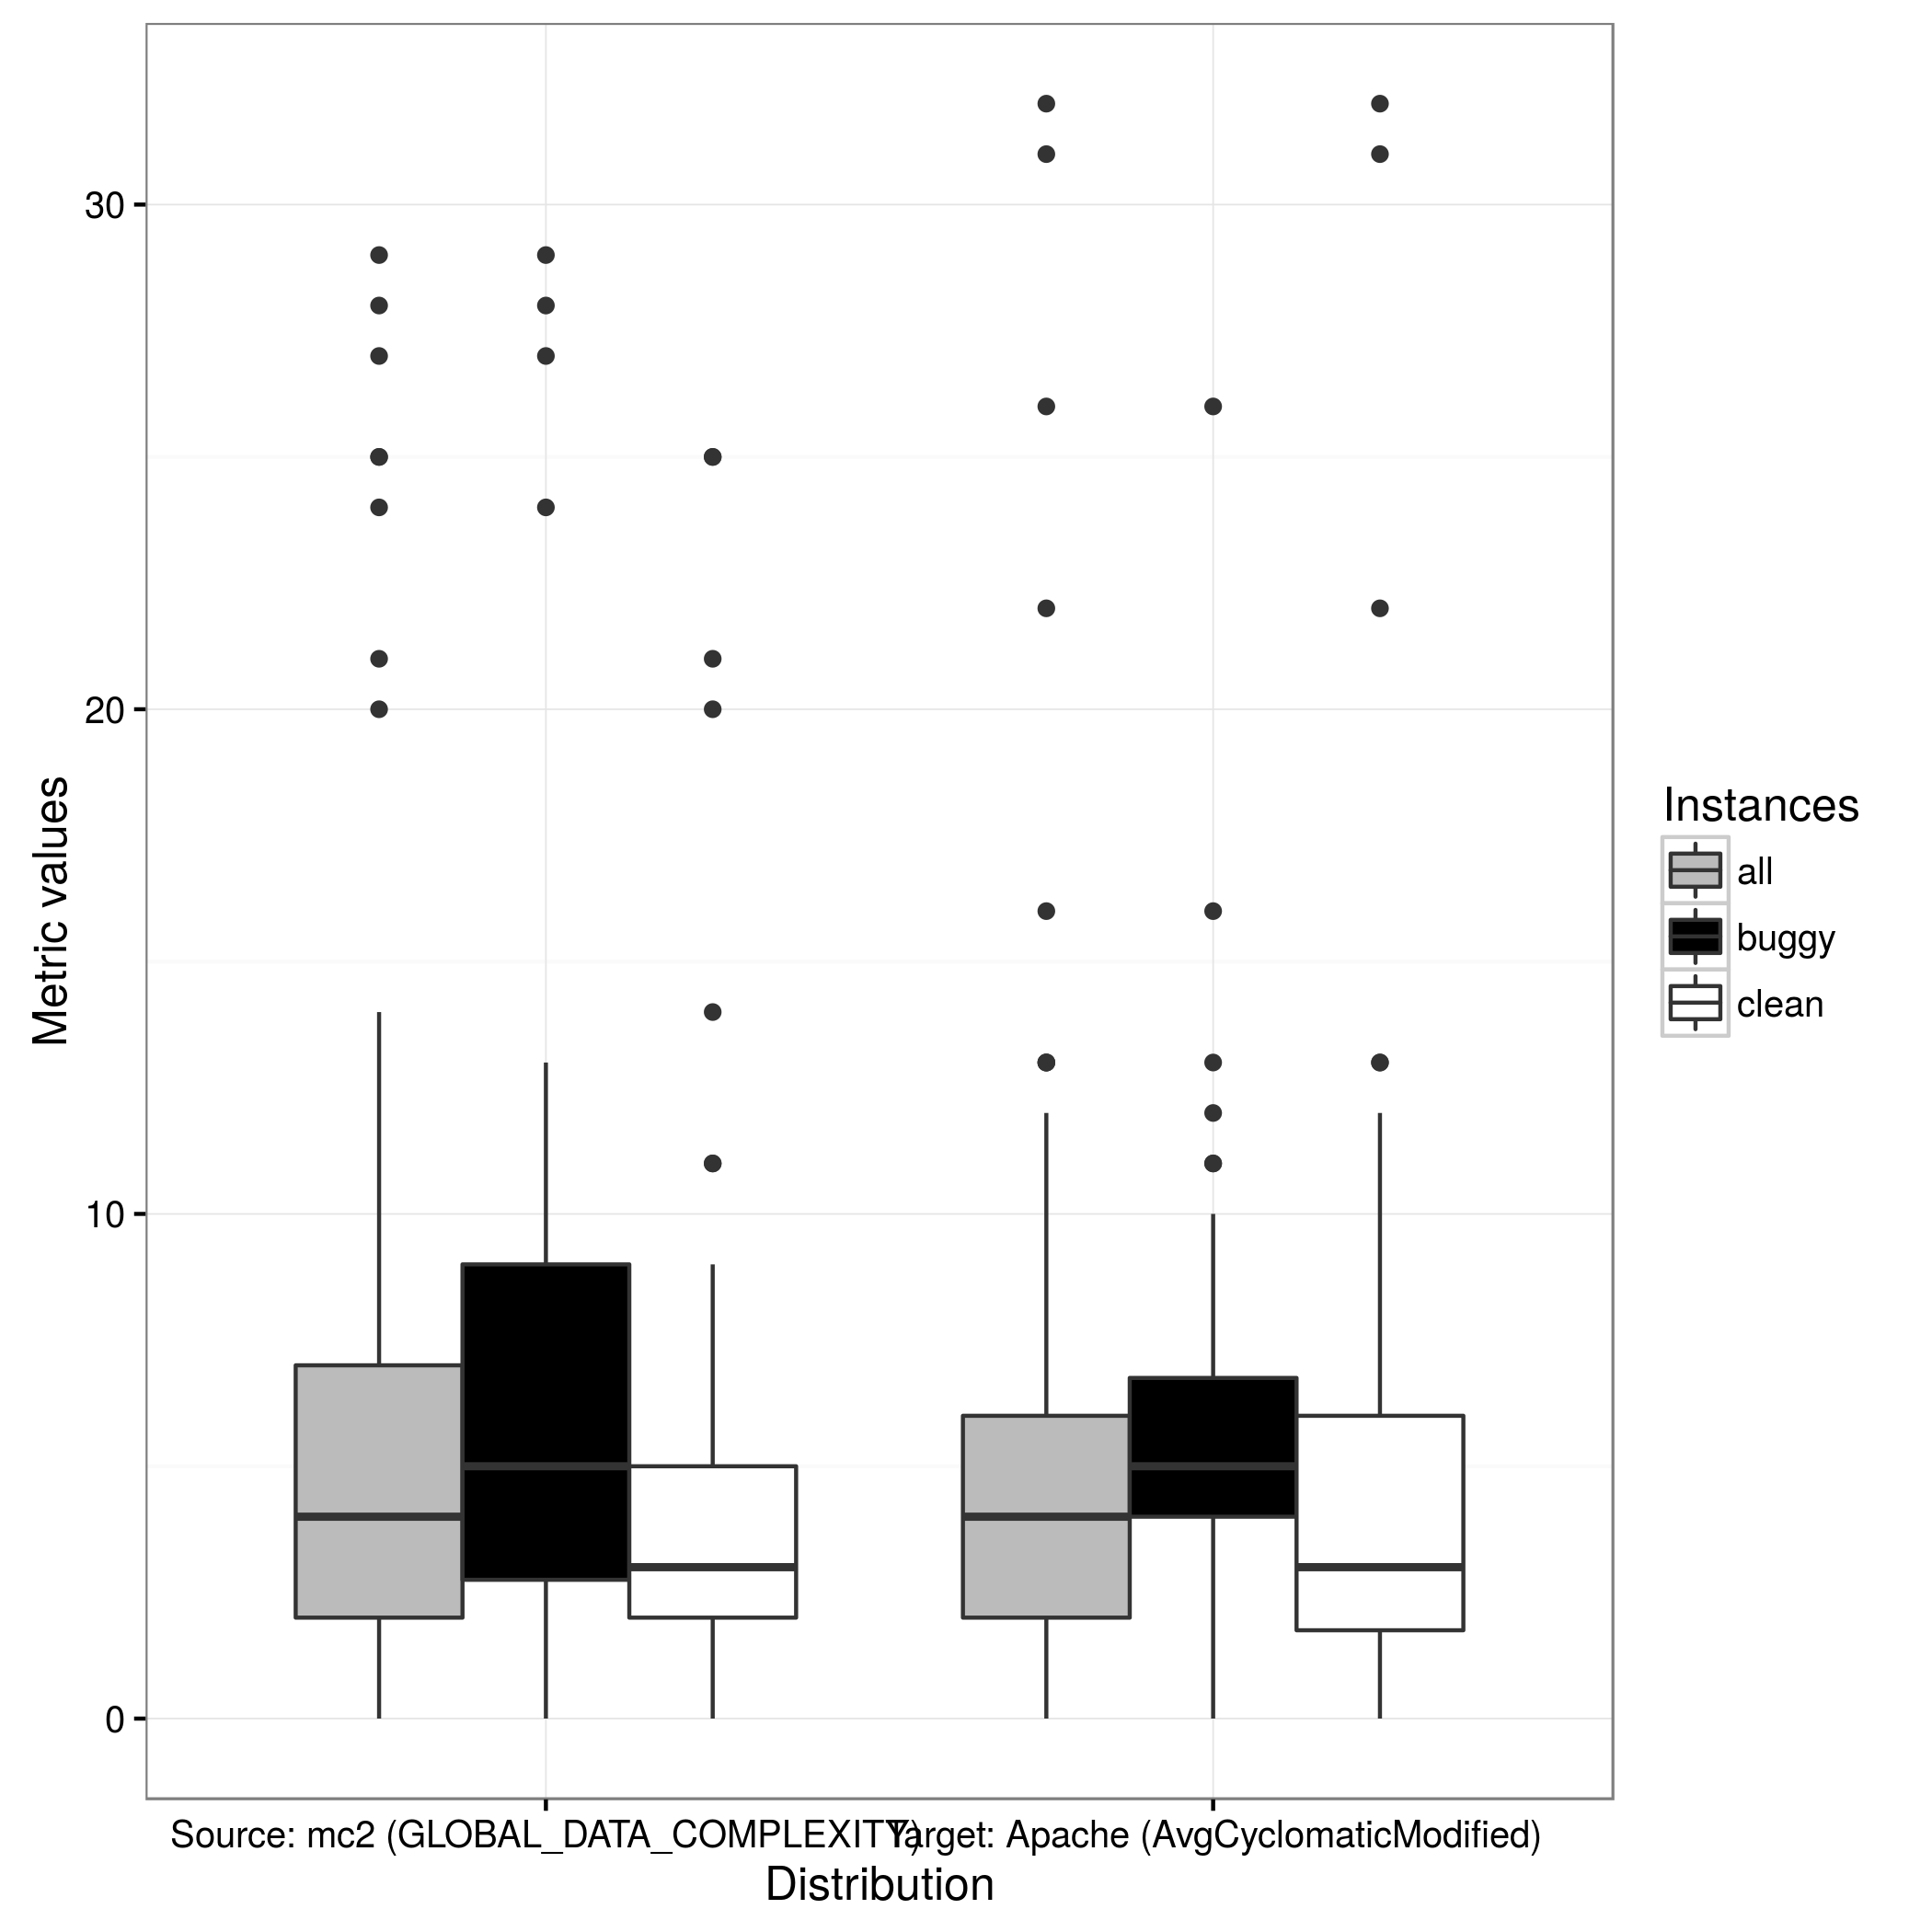 30
20
10
0
Metric values
Source: mc2 (GLOBAL_DATA_COMPLEXITY)
Target: Apache (AvgCyclomaticModified)
Distribution
Instances
all
buggy
clean